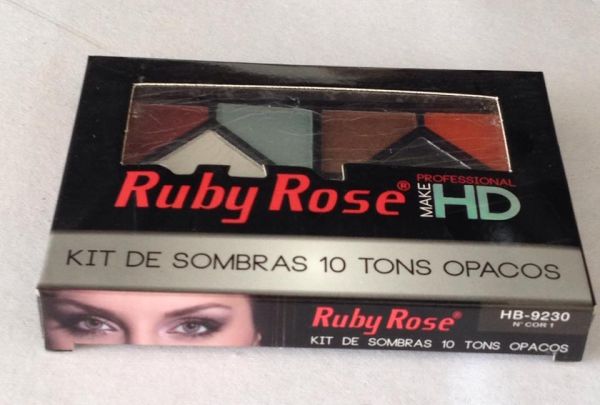 Ruby Rose®
MAKE
PROFESSIONAL
HD
KIT DE SOMBRAS 10 TONS OPACOS
Ruby Rose®
KIT DE SOMBRAS 10 TONS OPACOS
HB-9230
N° COR 1